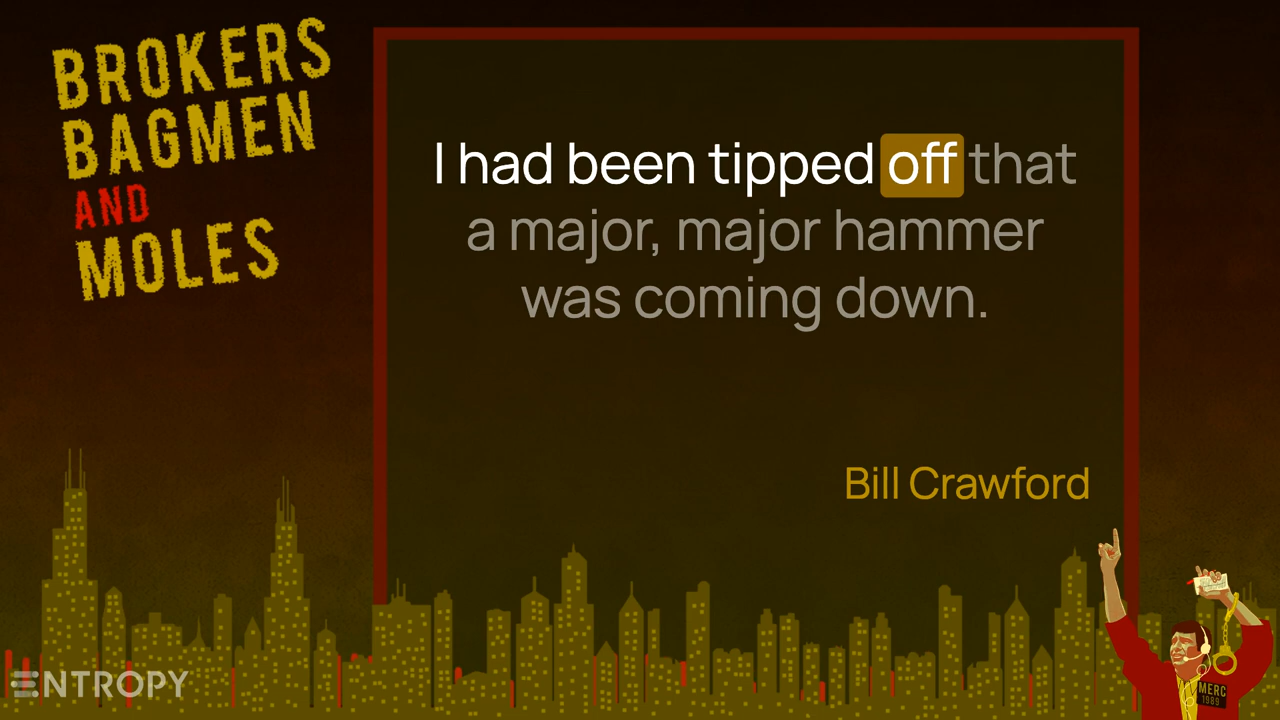 BROKERS
BAGMEN
AND
MOLES
I had been tipped off that
a major, major hammer
was coming down.
Bill Crawford
ENTROPY
MERC
1989